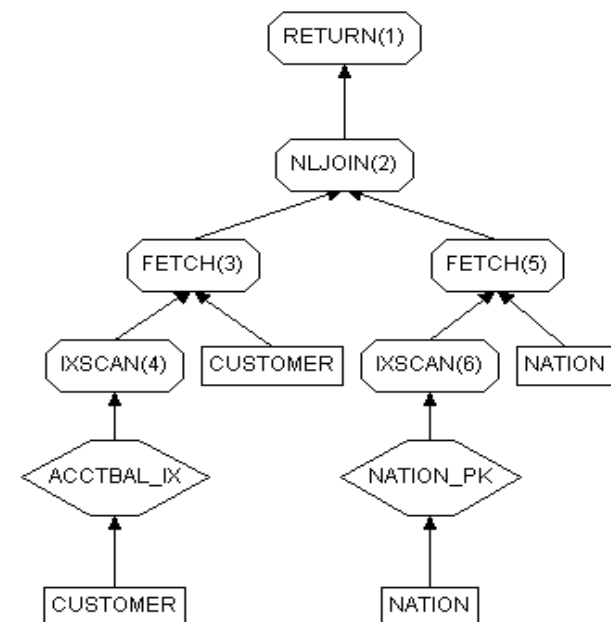 RETURN(1)
NLJOIN(2)
FETCH(3)
FETCH(5)
IXSCAN(4)
CUSTOMER
IXSCAN(6)
NATION
ACCTBAL_IX
NATION_PK
CUSTOMER
NATION